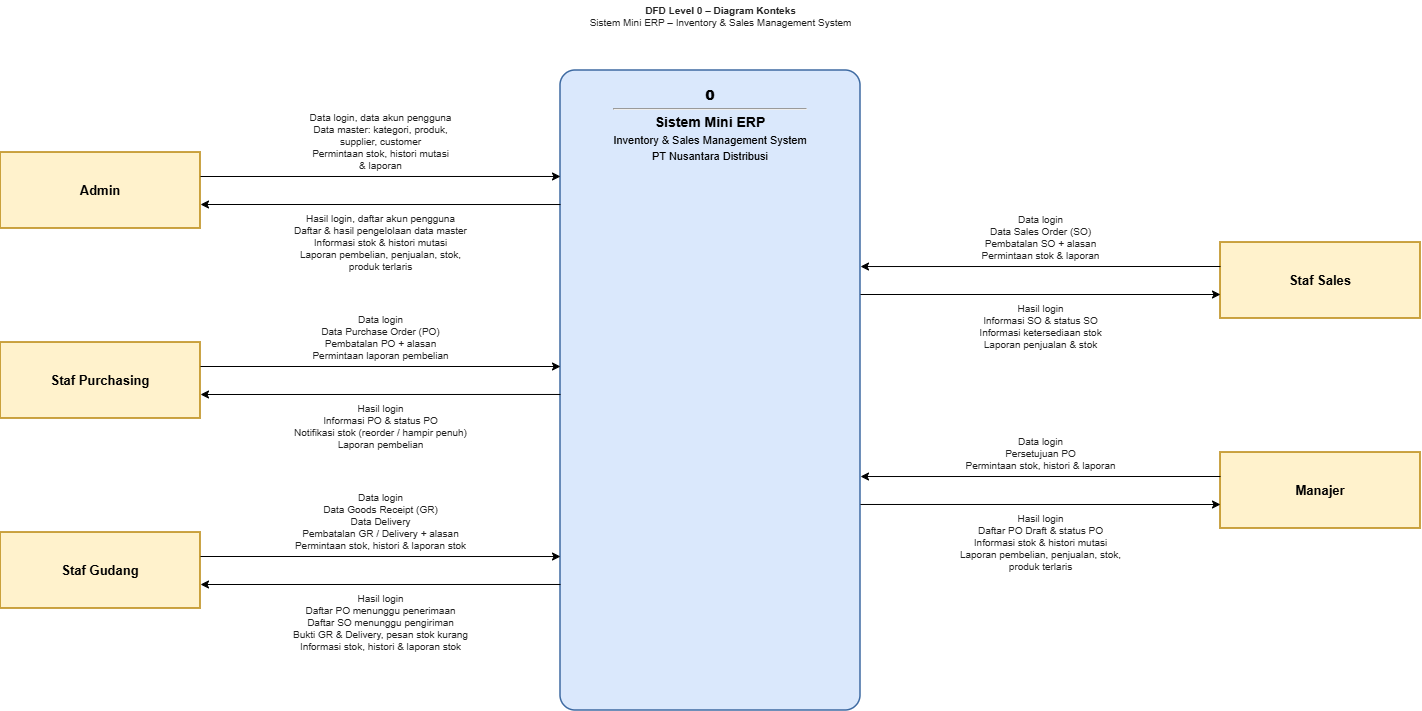 DFD Level 0 – Diagram Konteks
Sistem Mini ERP – Inventory & Sales Management System
0
Sistem Mini ERP
Inventory & Sales Management System
PT Nusantara Distribusi
Data login, data akun pengguna
Data master: kategori, produk,
supplier, customer
Permintaan stok, histori mutasi
& laporan
Admin
Hasil login, daftar akun pengguna
Daftar & hasil pengelolaan data master
Informasi stok & histori mutasi
Laporan pembelian, penjualan, stok,
produk terlaris
Data login
Data Purchase Order (PO)
Pembatalan PO + alasan
Permintaan laporan pembelian
Staf Purchasing
Hasil login
Informasi PO & status PO
Notifikasi stok (reorder / hampir penuh)
Laporan pembelian
Data login
Data Goods Receipt (GR)
Data Delivery
Pembatalan GR / Delivery + alasan
Permintaan stok, histori & laporan stok
Staf Gudang
Hasil login
Daftar PO menunggu penerimaan
Daftar SO menunggu pengiriman
Bukti GR & Delivery, pesan stok kurang
Informasi stok, histori & laporan stok
Data login
Data Sales Order (SO)
Pembatalan SO + alasan
Permintaan stok & laporan
Staf Sales
Hasil login
Informasi SO & status SO
Informasi ketersediaan stok
Laporan penjualan & stok
Data login
Persetujuan PO
Permintaan stok, histori & laporan
Manajer
Hasil login
Daftar PO Draft & status PO
Informasi stok & histori mutasi
Laporan pembelian, penjualan, stok,
produk terlaris